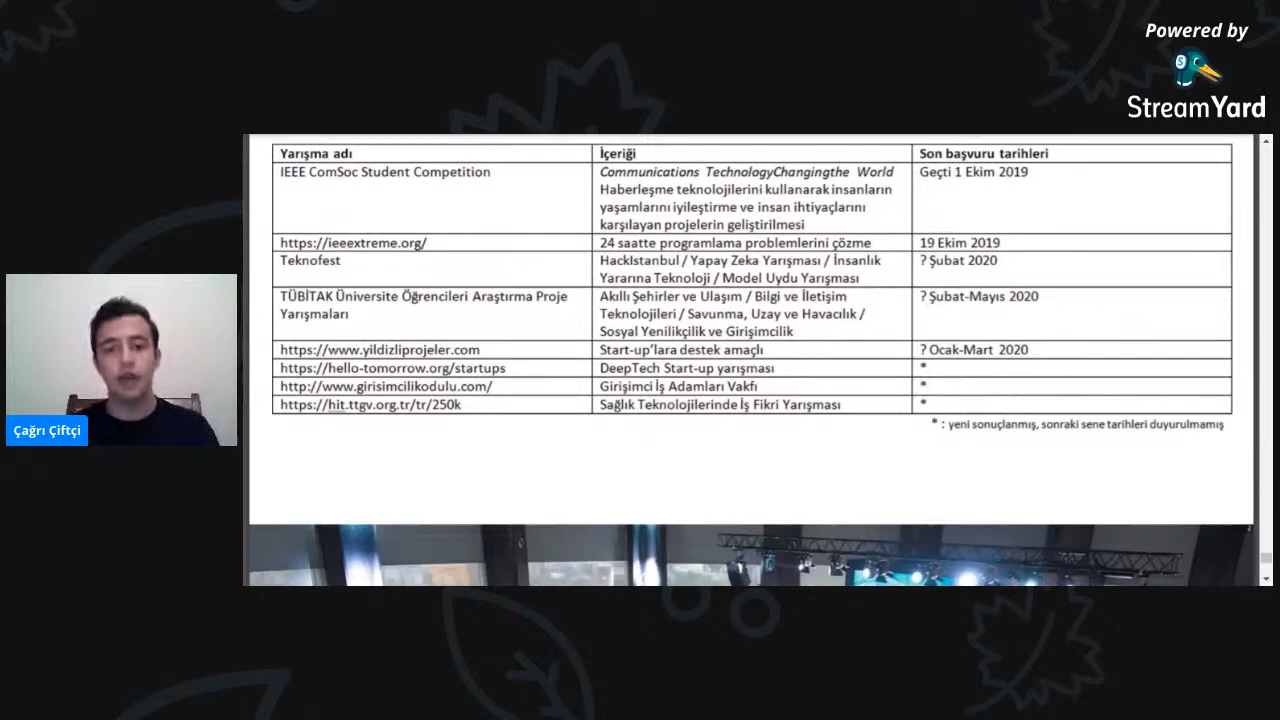 Powered by
StreamYard
Yarışma adı
İçeriği
Son başvuru tarihleri
IEEE ComSoc Student Competition
Communications TechnologyChangingthe World
Haberleşme teknolojilerini kullanarak insanların
yaşamlarını iyileştirme ve insan ihtiyaçlarını
karşılayan projelerin geliştirilmesi
Geçti 1 Ekim 2019
https://ieeextreme.org/
24 saatte programlama problemlerini çözme
19 Ekim 2019
Teknofest
HackIstanbul / Yapay Zeka Yarışması / İnsanlık
Yararına Teknoloji / Model Uydu Yarışması
? Şubat 2020
TÜBİTAK Üniversite Öğrencileri Araştırma Proje
Yarışmaları
Akıllı Şehirler ve Ulaşım / Bilgi ve İletişim
Teknolojileri / Savunma, Uzay ve Havacılık /
Sosyal Yenilikçilik ve Girişimcilik
? Şubat-Mayıs 2020
https://www.yildizliprojeler.com
Start-up'lara destek amaçlı
? Ocak-Mart 2020
https://hello-tomorrow.org/startups
DeepTech Start-up yarışması
*
http://www.girisimcilikodulu.com/
Girişimci İş Adamları Vakfı
*
https://hit.ttgv.org.tr/tr/250k
Sağlık Teknolojilerinde İş Fikri Yarışması
*
* : yeni sonuçlanmış, sonraki sene tarihleri duyurulmamış
Çağrı Çiftçi